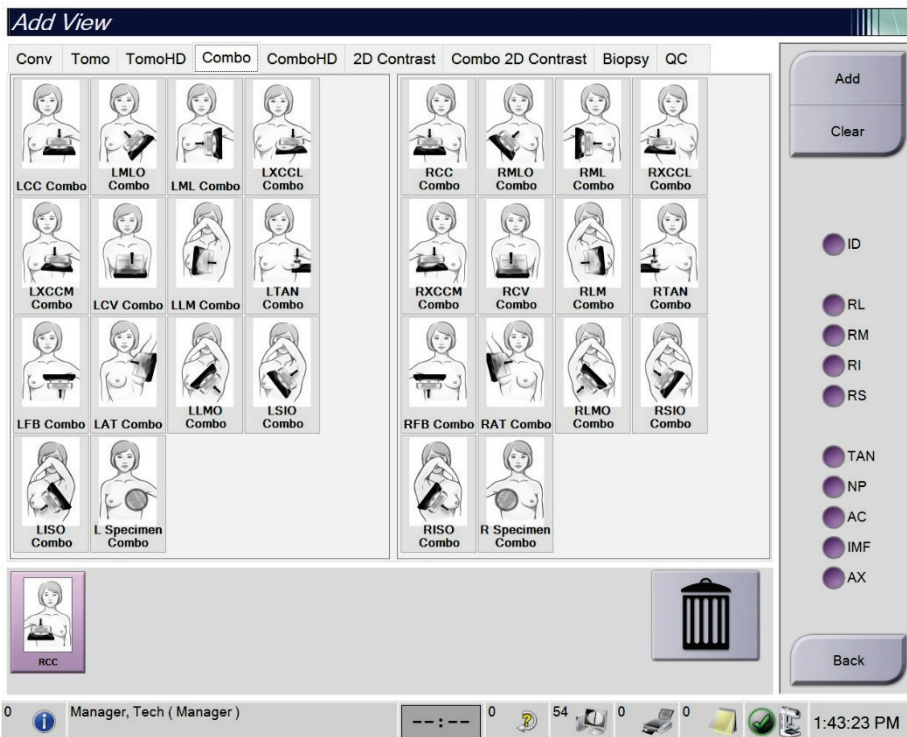 Add View
Conv Tomo TomoHD Combo ComboHD 2D Contrast Combo 2D Contrast Biopsy QC
LCC Combo
LMLO
Combo
LML Combo
LXCCL
Combo
RCC
Combo
RMLO
Combo
RML
Combo
RXCCL
Combo
LXCCM
Combo
LCV Combo
LLM Combo
LTAN
Combo
RXCCM
Combo
RCV
Combo
RLM
Combo
RTAN
Combo
LFB Combo
LAT Combo
LLMO
Combo
LSIO
Combo
RFB Combo
RAT Combo
RLMO
Combo
RSIO
Combo
LISO
Combo
L Specimen
Combo
RISO
Combo
R Specimen
Combo
RCC
Add
Clear
ID
RL
RM
RI
RS
TAN
NP
AC
IMF
AX
Back
0 Manager, Tech ( Manager ) --:-- 0 54 0 0 1:43:23 PM